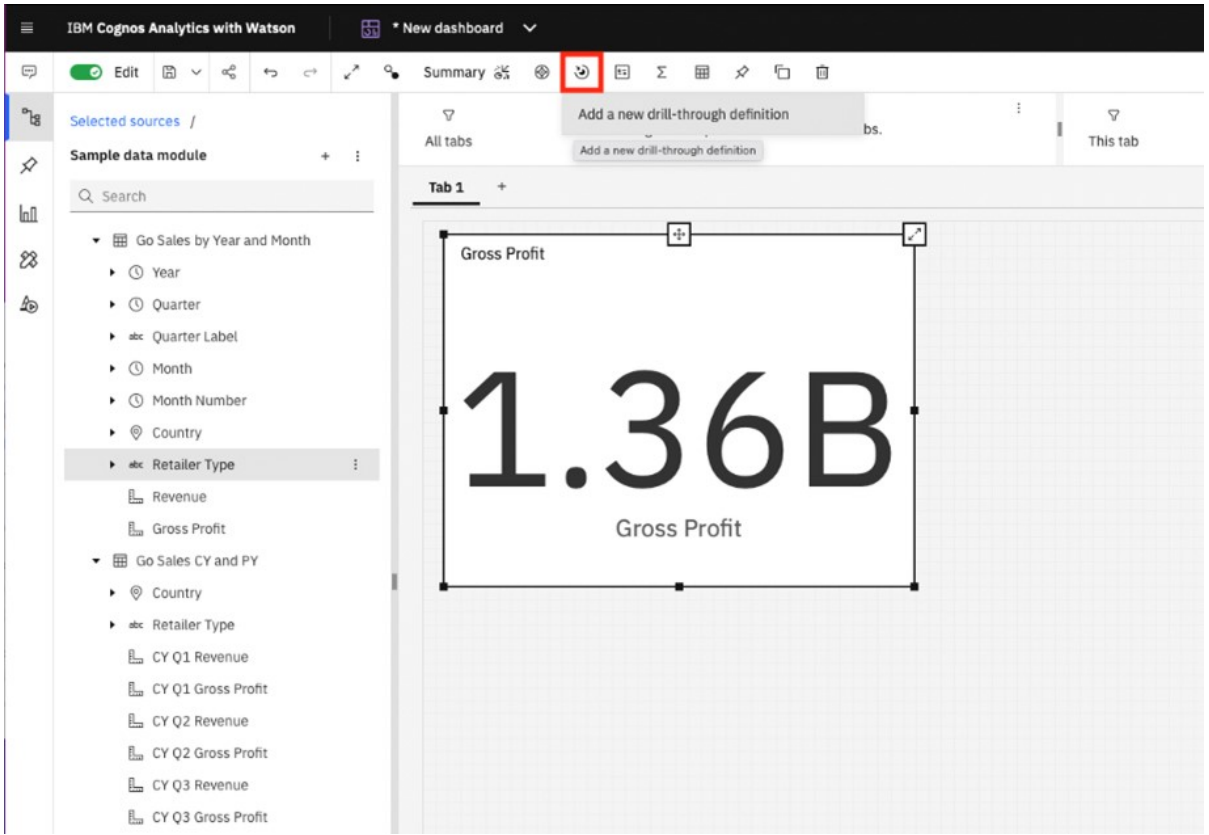 IBM Cognos Analytics with Watson
* New dashboard
Edit
Summary
Selected sources /
Sample data module
Search
Go Sales by Year and Month
Year
Quarter
abc Quarter Label
Month
Month Number
Country
abc Retailer Type
Revenue
Gross Profit
Go Sales CY and PY
Country
abc Retailer Type
CY Q1 Revenue
CY Q1 Gross Profit
CY Q2 Revenue
CY Q2 Gross Profit
CY Q3 Revenue
CY Q3 Gross Profit
All tabs
Add a new drill-through definition
bs.
Add a new drill-through definition
This tab
Tab 1
Gross Profit
1.36B
Gross Profit